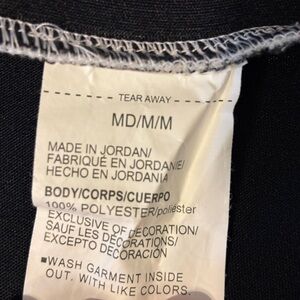 TEAR AWAY
MD/M/M
MADE IN JORDAN/
FABRIQUÉ EN JORDANIE/
HECHO EN JORDANIA
BODY/CORPS/CUERPO
100% POLYESTER/poliéster
EXCLUSIVE OF DECORATION/
SAUF LES DÉCORATIONS/
EXCEPTO DECORACIÓN
■WASH GARMENT INSIDE
OUT. WITH LIKE COLORS.